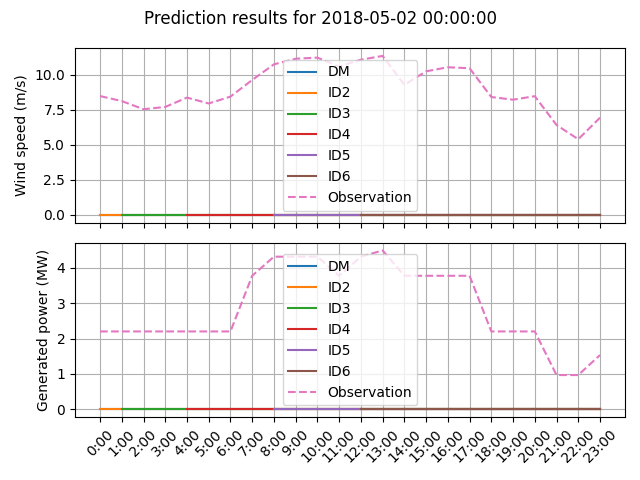 Prediction results for 2018-05-02 00:00:00
Wind speed (m/s)
10.0
7.5
5.0
2.5
0.0
DM
ID2
ID3
ID4
ID5
ID6
Observation
Generated power (MW)
4
3
2
1
0
DM
ID2
ID3
ID4
ID5
ID6
Observation
0:00 1:00 2:00 3:00 4:00 5:00 6:00 7:00 8:00 9:00 10:00 11:00 12:00 13:00 14:00 15:00 16:00 17:00 18:00 19:00 20:00 21:00 22:00 23:00